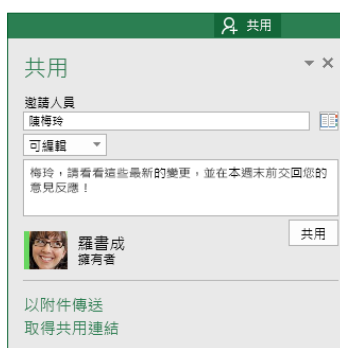 共用
共用
邀請人員
陳梅玲
可編輯
梅玲，請看看這些最新的變更，並在本週末前交回您的
意見反應！
共用
羅書成
擁有者
以附件傳送
取得共用連結